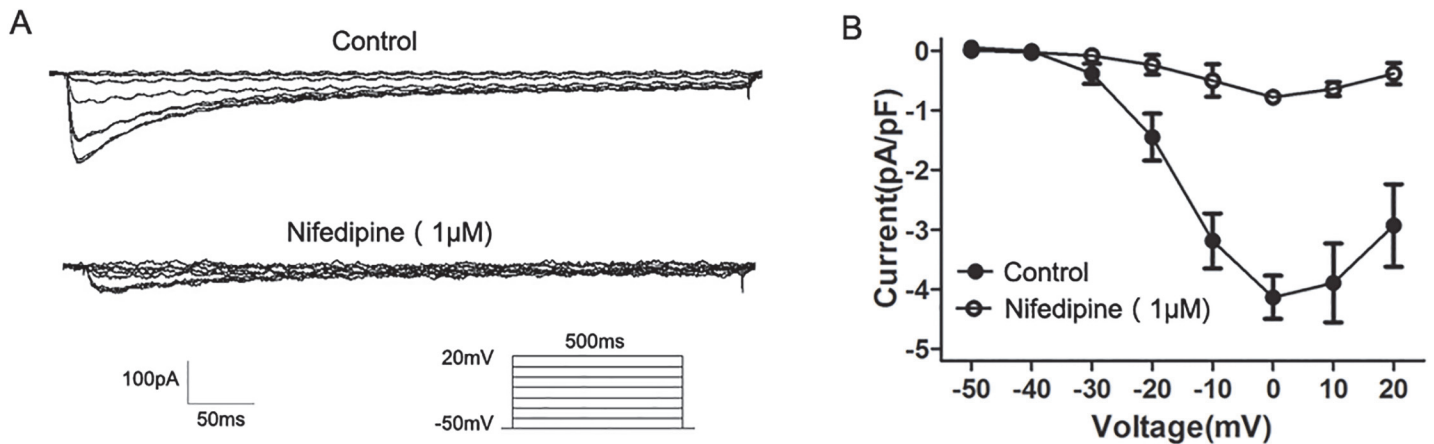 A
Control
Nifedipine ( 1μM)
100pA
50ms
500ms
20mV
-50mV
B
Current(pA/pF)
0
-1
-2
-3
-4
-5
Control
Nifedipine ( 1μM)
-50 -40 -30 -20 -10 0 10 20
Voltage(mV)